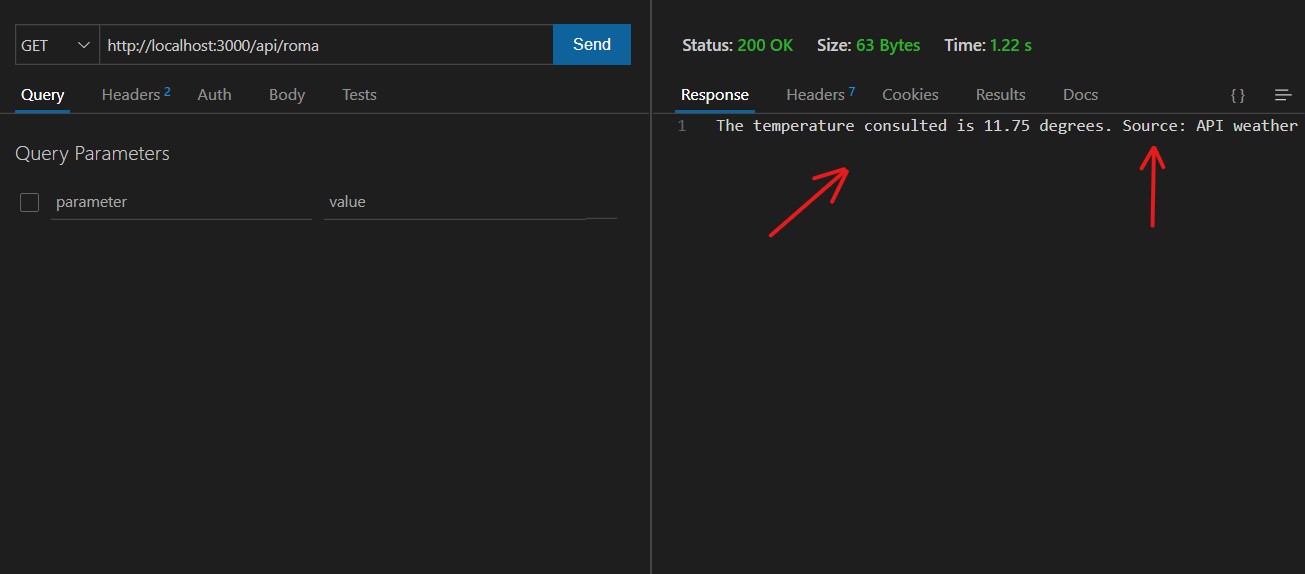 GET http://localhost:3000/api/roma Send
Query Headers 2 Auth Body Tests
Query Parameters
parameter value
Status: 200 OK Size: 63 Bytes Time: 1.22 s
Response Headers 7 Cookies Results Docs { }
1 The temperature consulted is 11.75 degrees. Source: API weather